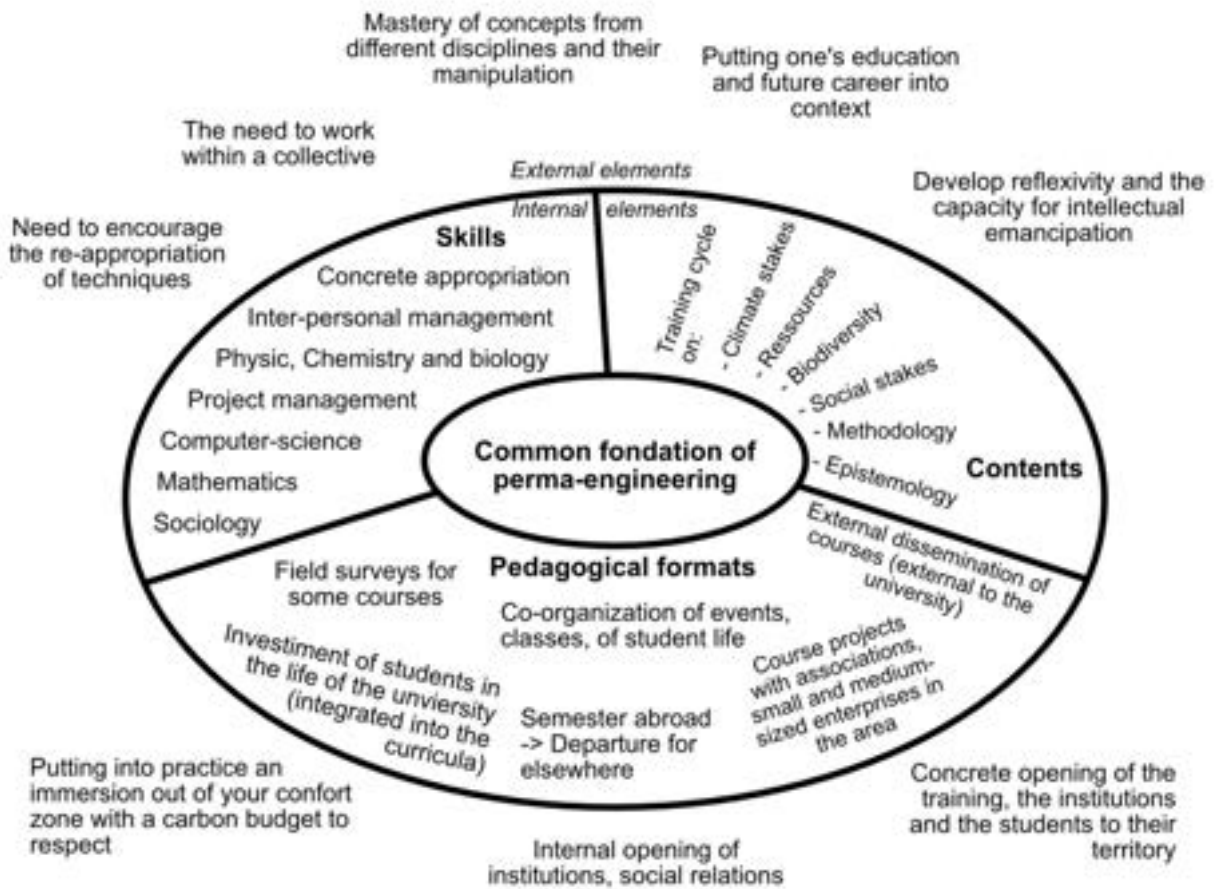 Mastery of concepts from
different disciplines and their
manipulation
Putting one's education
and future career into
context
The need to work
within a collective
External elements
Develop reflexivity and the
capacity for intellectual
emancipation
Need to encourage
the re-appropriation
of techniques
Internal elements
Skills
Concrete appropriation
Inter-personal management
Physic, Chemistry and biology
Project management
Computer-science
Mathematics
Sociology
Training cycle
on:
- Climate stakes
- Ressources
- Biodiversity
- Social stakes
- Methodology
- Epistemology
Contents
Common fondation of
perma-engineering
Pedagogical formats
Field surveys for
some courses
Co-organization of events,
classes, of student life
External dissemination of
courses (external to the
university)
Investiment of students in
the life of the unviersity
(integrated into the
curricula)
Semester abroad
-> Departure for
elsewhere
Course projects
with associations,
small and medium-
sized enterprises in
the area
Putting into practice an
immersion out of your confort
zone with a carbon budget to
respect
Internal opening of
institutions, social relations
Concrete opening of the
training, the institutions
and the students to their
territory